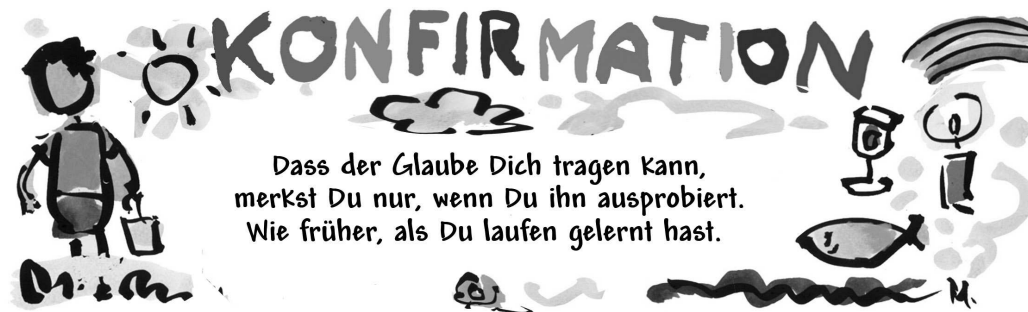 KONFIRMATION
Dass der Glaube Dich tragen kann,
merkst Du nur, wenn Du ihn ausprobiert.
Wie früher, als Du laufen gelernt hast.
M.